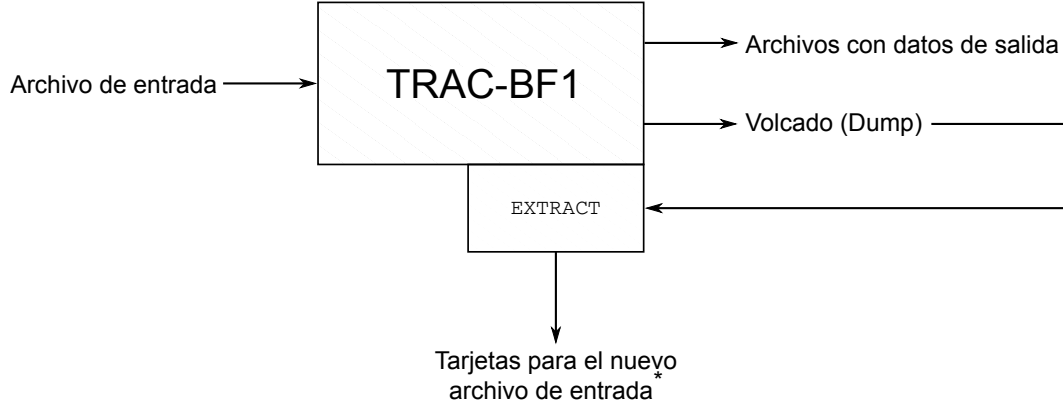 Archivo de entrada
TRAC-BF1
Archivos con datos de salida
Volcado (Dump)
EXTRACT
Tarjetas para el nuevo
archivo de entrada*